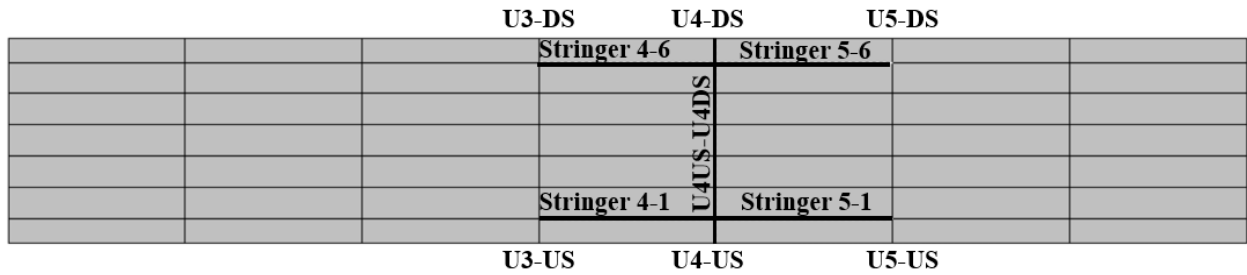 U3-DS U4-DS U5-DS
Stringer 4-6 Stringer 5-6
U4US-U4DS
Stringer 4-1 Stringer 5-1
U3-US U4-US U5-US